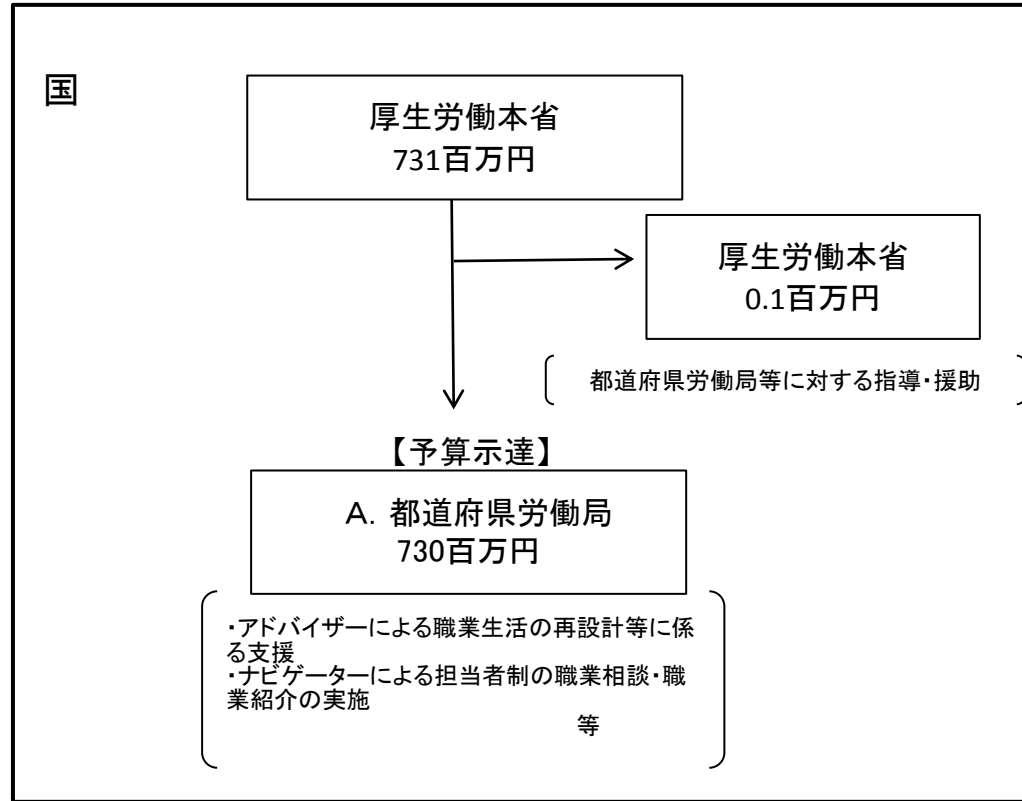 国
厚生労働本省
731百万円
厚生労働本省
0.1百万円
都道府県労働局等に対する指導・援助
【予算示達】
A. 都道府県労働局
730百万円
・アドバイザーによる職業生活の再設計等に係
る支援
・ナビゲーターによる担当者制の職業相談・職
業紹介の実施
等